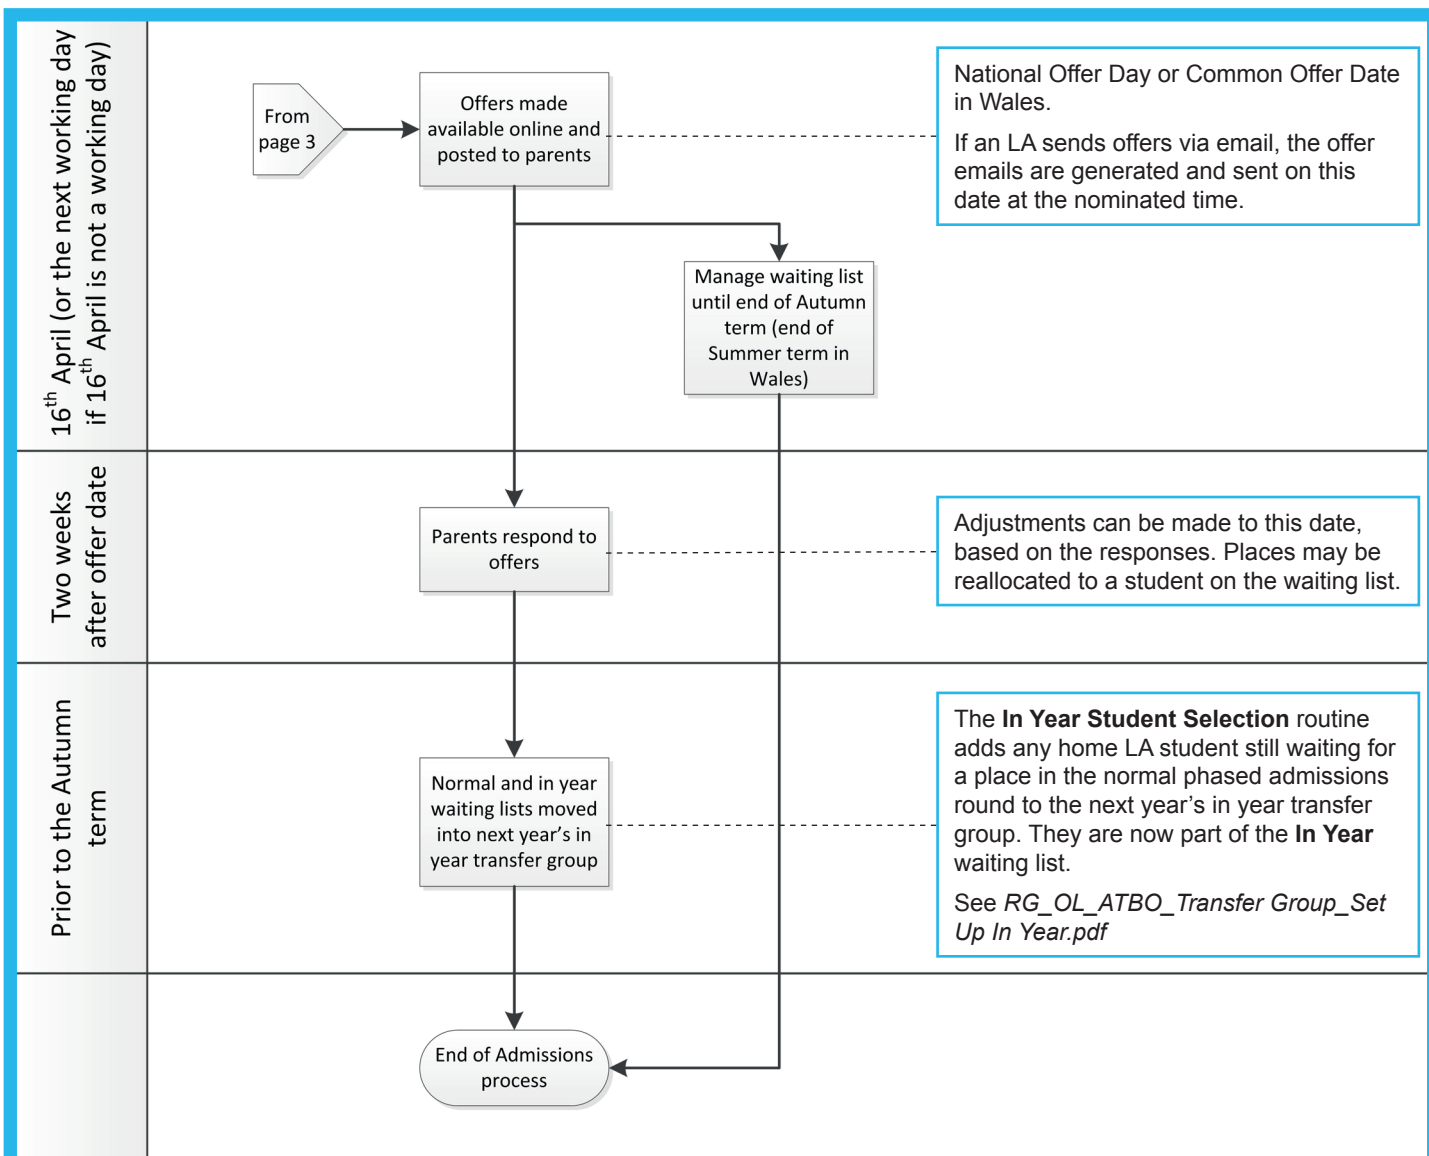 16th April (or the next working day
if 16th April is not a working day)
From
page 3
Offers made
available online and
posted to parents
National Offer Day or Common Offer Date
in Wales.
If an LA sends offers via email, the offer
emails are generated and sent on this
date at the nominated time.
Manage waiting list
until end of Autumn
term (end of
Summer term in
Wales)
Two weeks
after offer date
Parents respond to
offers
Adjustments can be made to this date,
based on the responses. Places may be
reallocated to a student on the waiting list.
Prior to the Autumn
term
Normal and in year
waiting lists moved
into next year's in
year transfer group
The In Year Student Selection routine
adds any home LA student still waiting for
a place in the normal phased admissions
round to the next year's in year transfer
group. They are now part of the In Year
waiting list.
See RG_OL_ATBO_Transfer Group_Set
Up In Year.pdf
End of Admissions
process